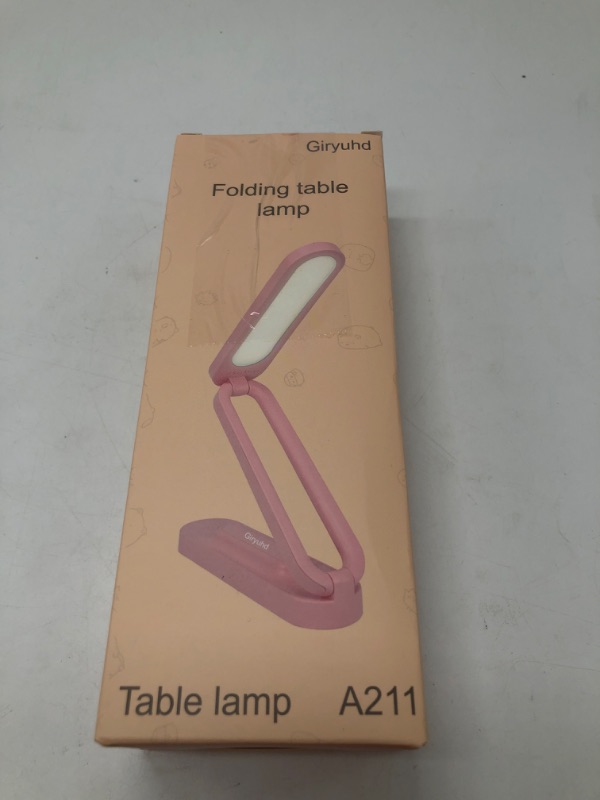 Giryuhd
Folding table
lamp
Giryuhd
Table lamp A211